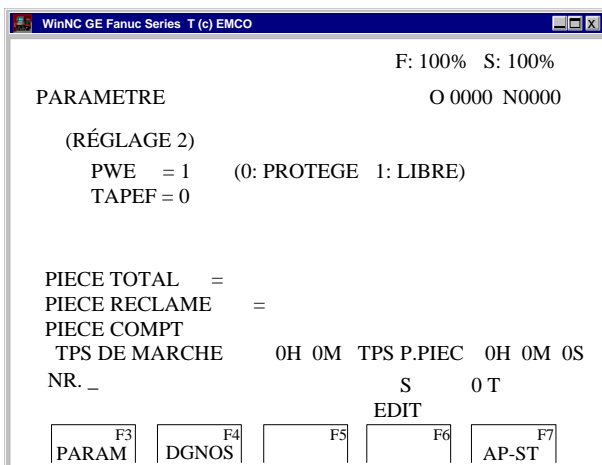 WinNC GE Fanuc Series T (c) EMCO
F: 100% S: 100%
PARAMETRE O 0000 N0000
(RÉGLAGE 2)
PWE = 1 (0: PROTEGE 1: LIBRE)
TAPEF = 0
PIECE TOTAL =
PIECE RECLAME =
PIECE COMPT
TPS DE MARCHE 0H 0M TPS P.PIEC 0H 0M 0S
NR. _ S 0 T
EDIT
F3 F4 F5 F6 F7
PARAM DGNOS AP-ST